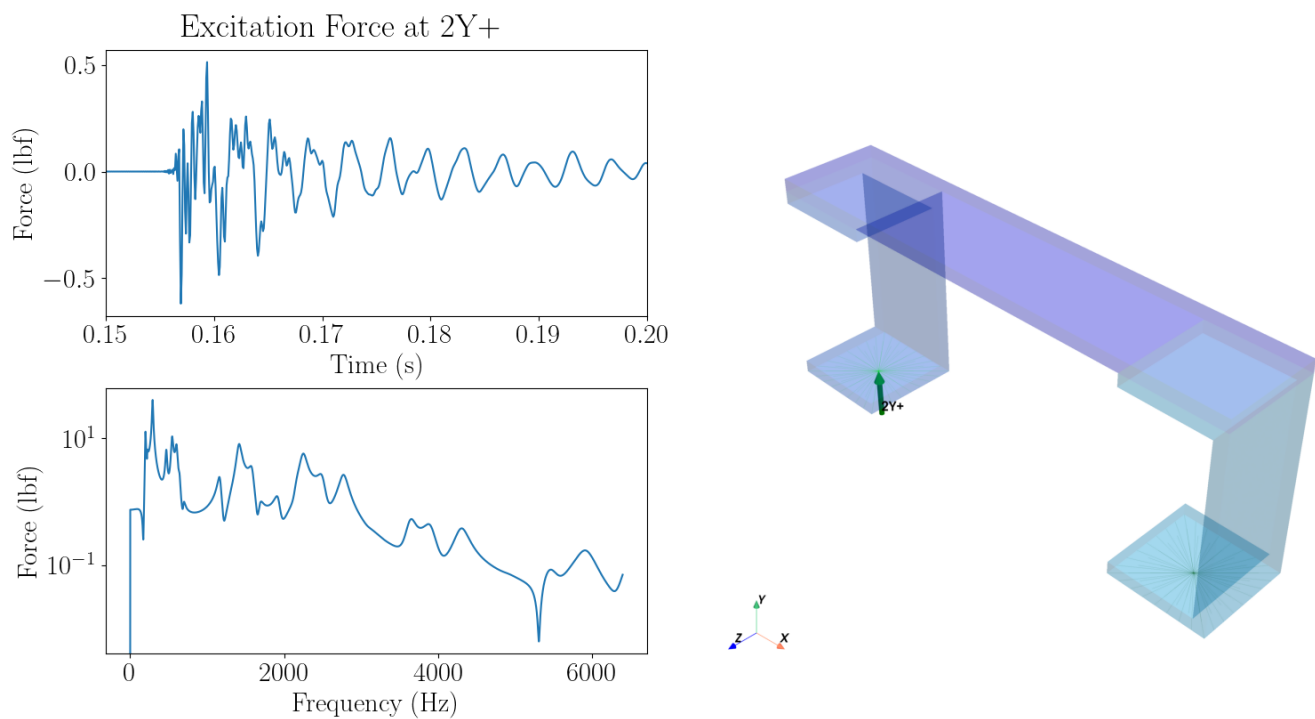 Excitation Force at 2Y+
Force (lbf)
0.5
0.0
−0.5
0.15 0.16 0.17 0.18 0.19 0.20
Time (s)
Force (lbf)
10¹
10⁻¹
0 2000 4000 6000
Frequency (Hz)
2Y+
Y
Z
X